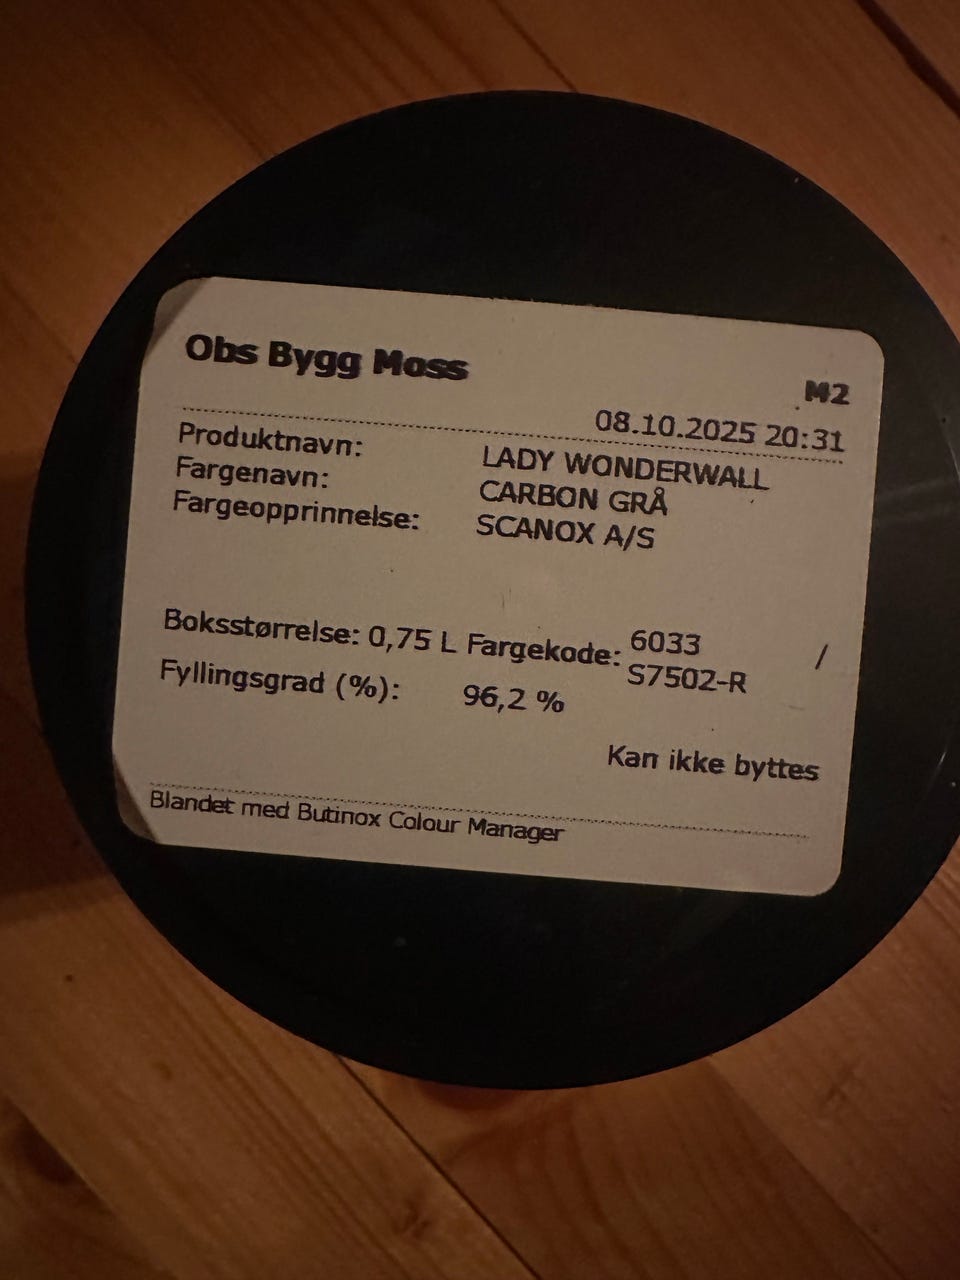 Obs Bygg Moss
M2
08.10.2025 20:31
Produktnavn: LADY WONDERWALL
Fargenavn: CARBON GRÅ
Fargeopprinnelse: SCANOX A/S
Boksstørrelse: 0,75 L Fargekode: 6033 /
S7502-R
Fyllingsgrad (%): 96,2 %
Kan ikke byttes
Blandet med Butinox Colour Manager